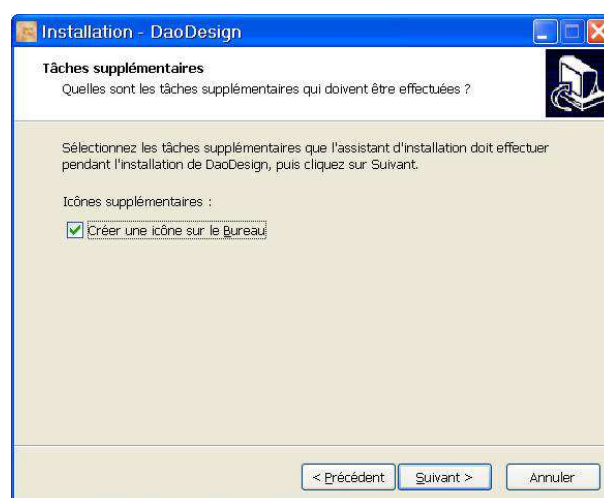 Installation - DaoDesign
Tâches supplémentaires
Quelles sont les tâches supplémentaires qui doivent être effectuées ?
Sélectionnez les tâches supplémentaires que l'assistant d'installation doit effectuer
pendant l'installation de DaoDesign, puis cliquez sur Suivant.
Icônes supplémentaires :
Créer une icône sur le Bureau
< Précédent
Suivant >
Annuler